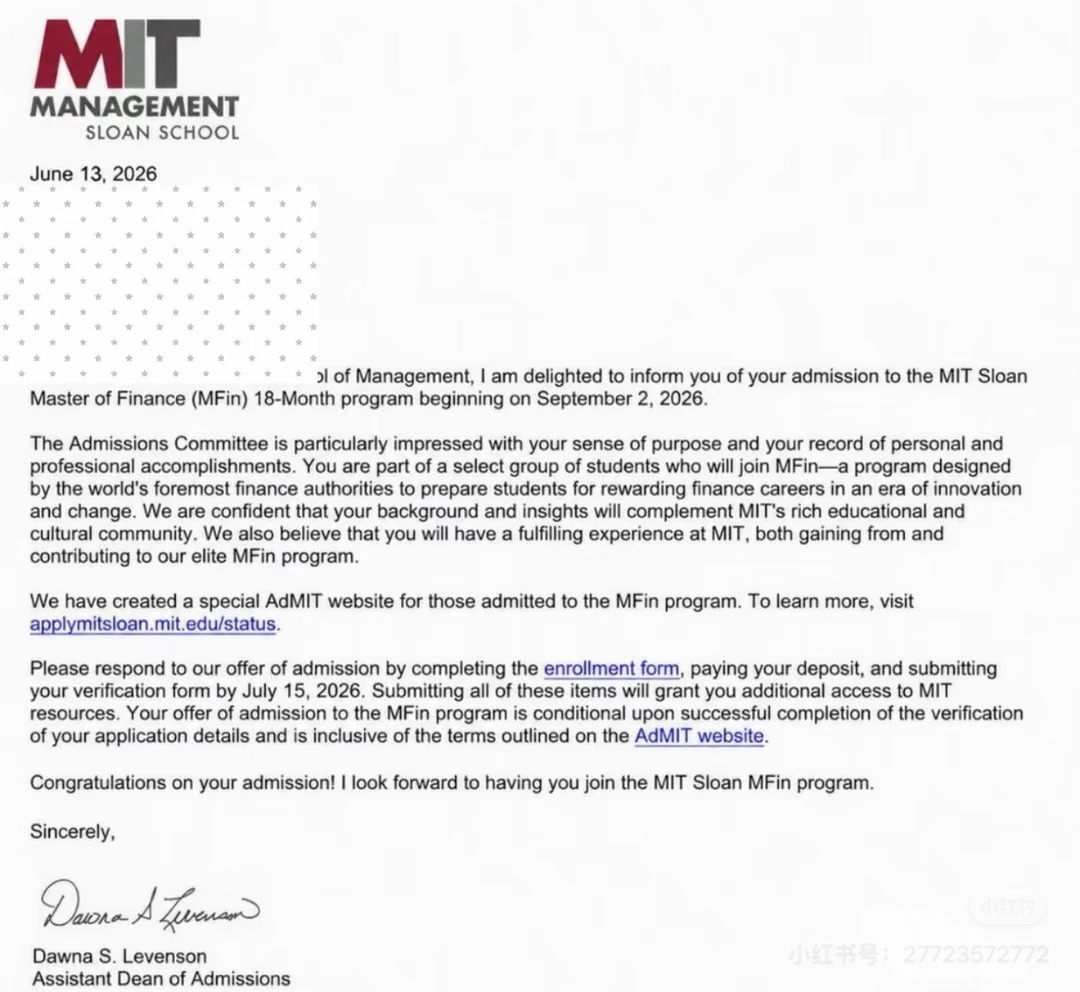 MIT
MANAGEMENT
SLOAN SCHOOL
June 13, 2026
of Management, I am delighted to inform you of your admission to the MIT Sloan
Master of Finance (MFin) 18-Month program beginning on September 2, 2026.
The Admissions Committee is particularly impressed with your sense of purpose and your record of personal and
professional accomplishments. You are part of a select group of students who will join MFin—a program designed
by the world's foremost finance authorities to prepare students for rewarding finance careers in an era of innovation
and change. We are confident that your background and insights will complement MIT's rich educational and
cultural community. We also believe that you will have a fulfilling experience at MIT, both gaining from and
contributing to our elite MFin program.
We have created a special AdMIT website for those admitted to the MFin program. To learn more, visit
applymitsloan.mit.edu/status.
Please respond to our offer of admission by completing the enrollment form, paying your deposit, and submitting
your verification form by July 15, 2026. Submitting all of these items will grant you additional access to MIT
resources. Your offer of admission to the MFin program is conditional upon successful completion of the verification
of your application details and is inclusive of the terms outlined on the AdMIT website.
Congratulations on your admission! I look forward to having you join the MIT Sloan MFin program.
Sincerely,
Dawna S Levenson
Dawna S. Levenson
Assistant Dean of Admissions
小红书
小红书号：27723572772